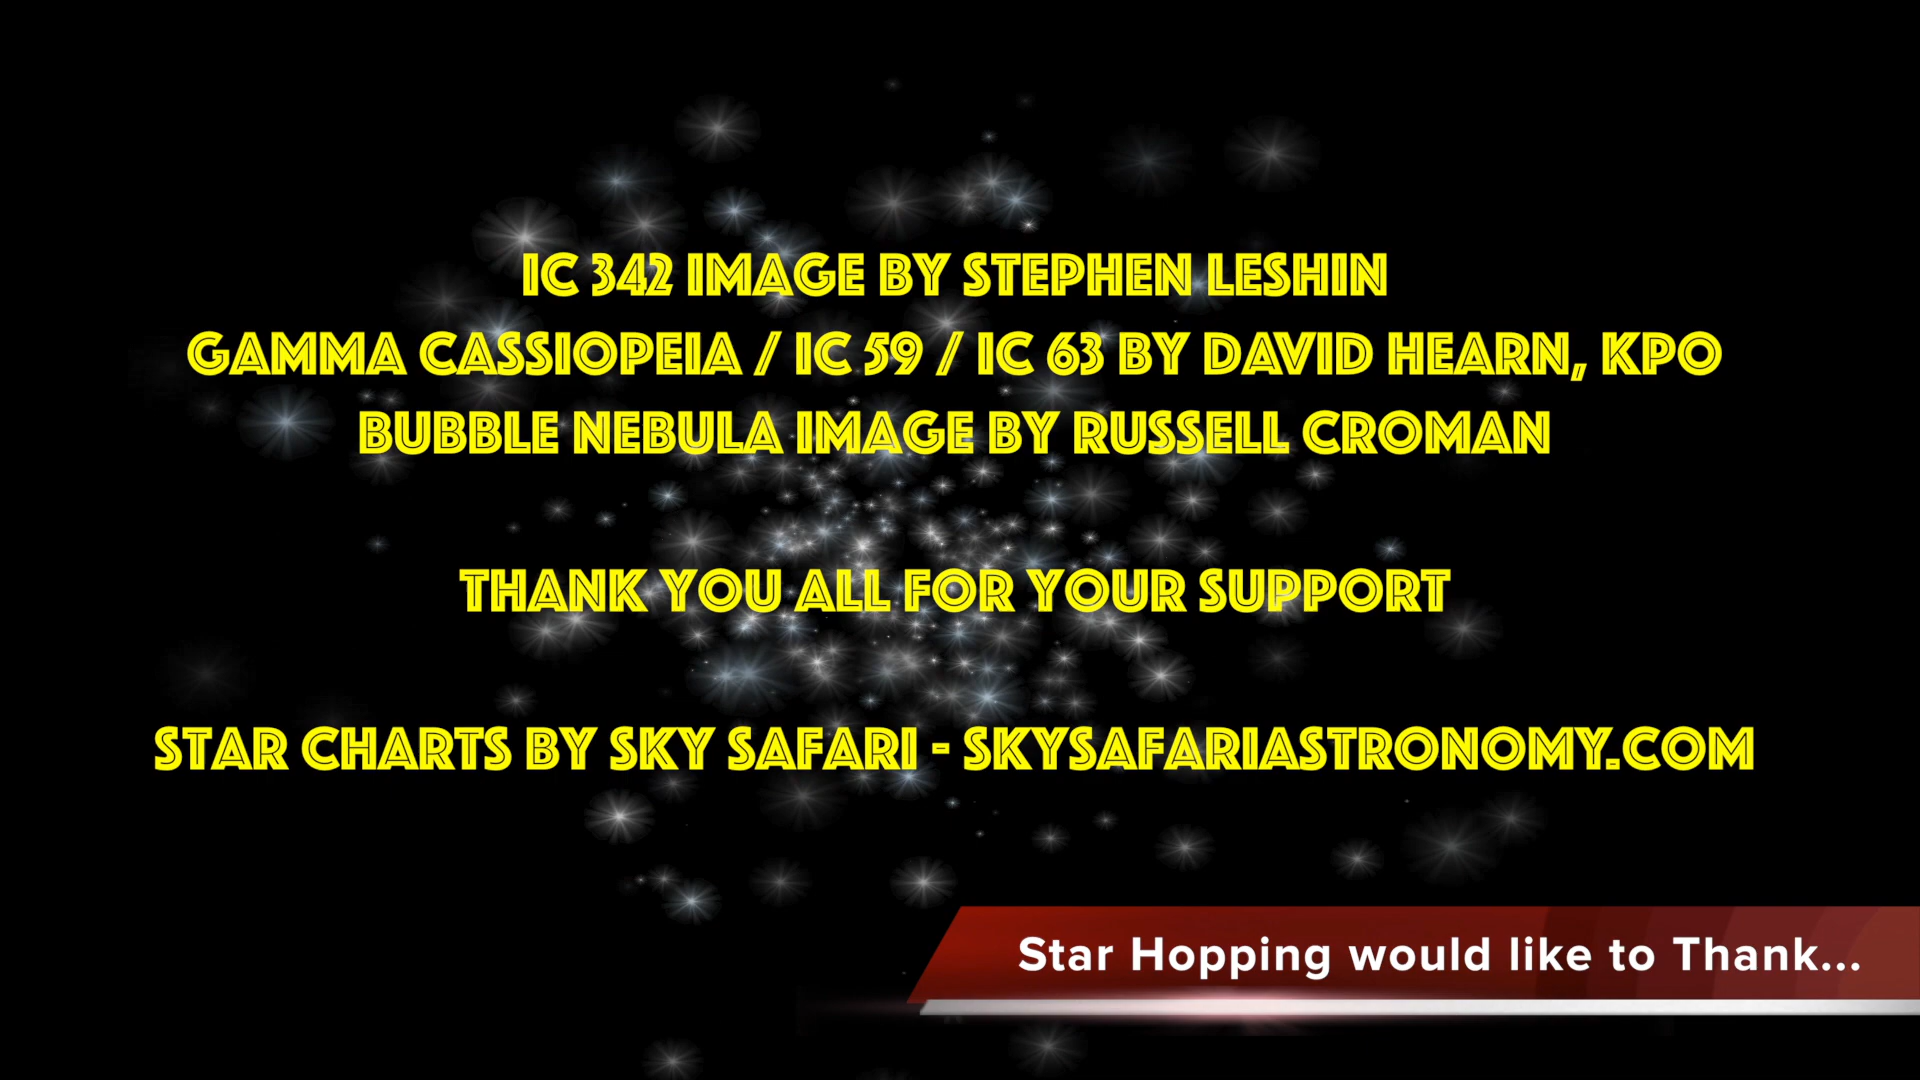 IC 342 IMAGE BY STEPHEN LESHIN
GAMMA CASSIOPEIA / IC 59 / IC 63 BY DAVID HEARN, KPO
BUBBLE NEBULA IMAGE BY RUSSELL CROMAN
THANK YOU ALL FOR YOUR SUPPORT
STAR CHARTS BY SKY SAFARI - SKYSAFARIASTRONOMY.COM
Star Hopping would like to Thank...